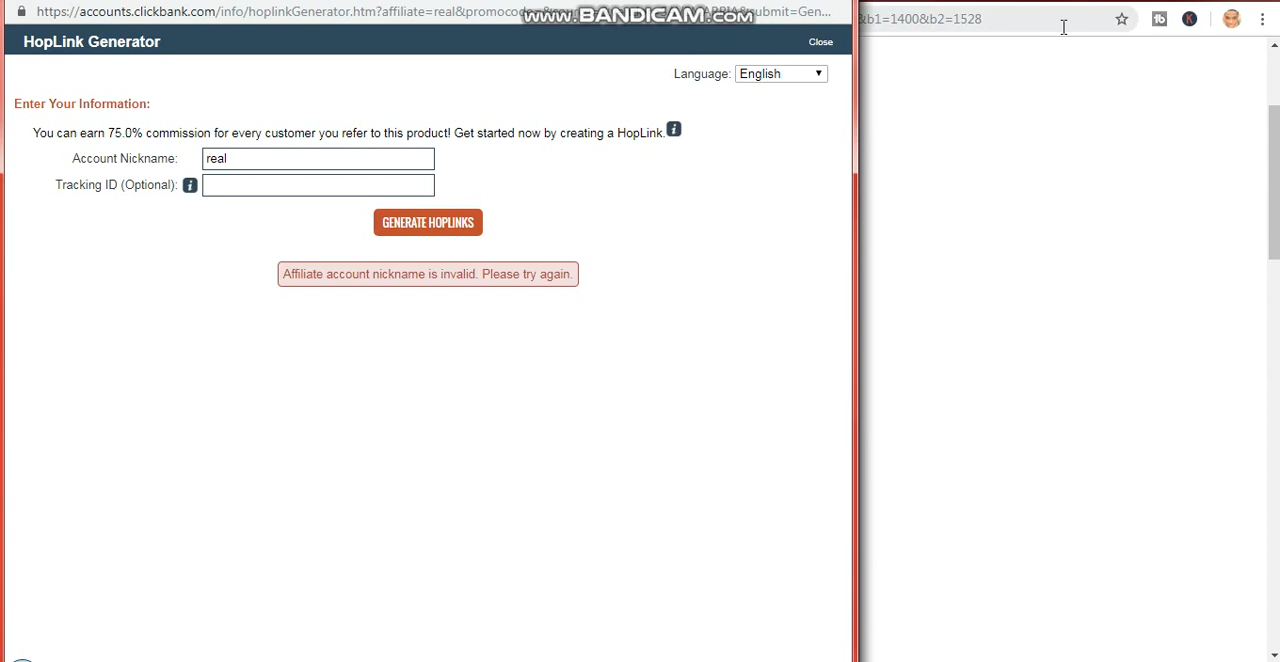 https://accounts.clickbank.com/info/hoplinkGenerator.htm?affiliate=real&promocode=
&submit=Gen...
www.BANDICAM.com
&b1=1400&b2=1528
HopLink Generator
Close
Language: English
Enter Your Information:
You can earn 75.0% commission for every customer you refer to this product! Get started now by creating a HopLink.
Account Nickname: real
Tracking ID (Optional):
GENERATE HOPLINKS
Affiliate account nickname is invalid. Please try again.